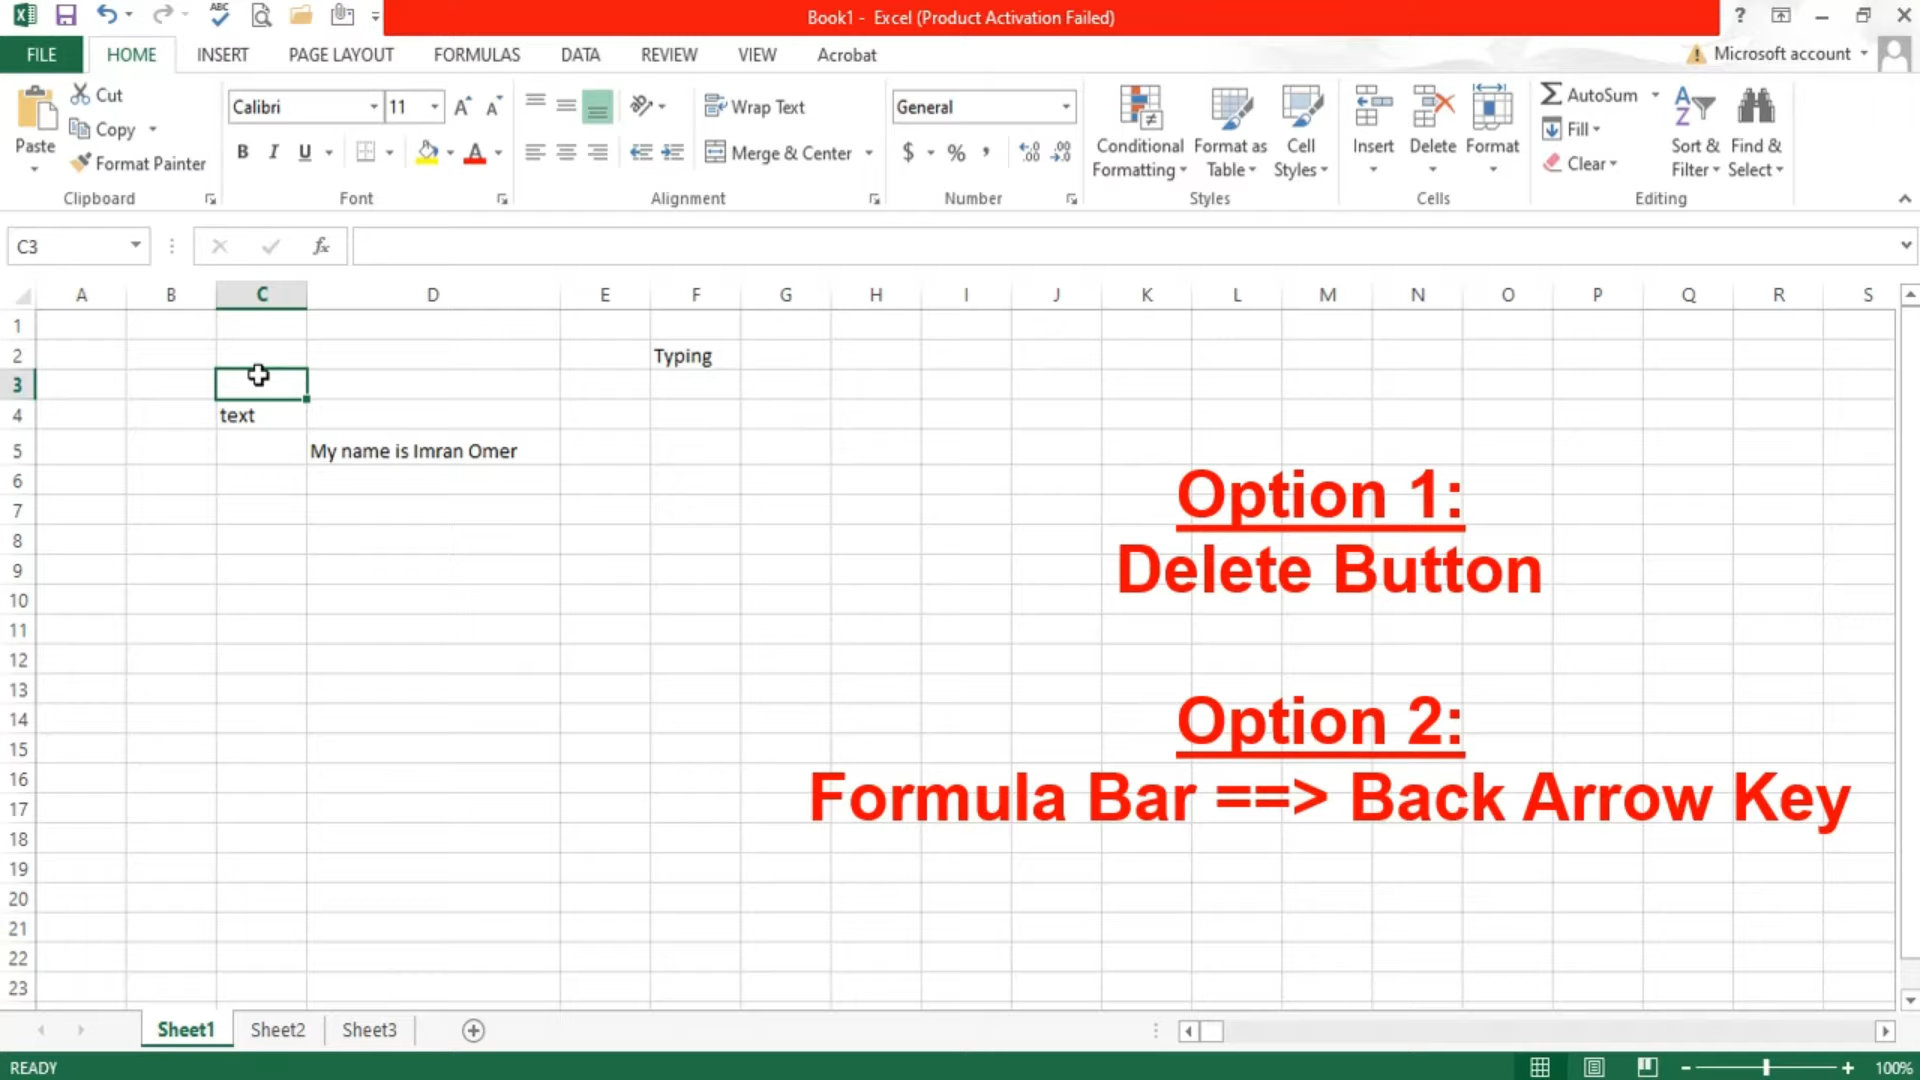 Book1 - Excel (Product Activation Failed)
?
FILE HOME INSERT PAGE LAYOUT FORMULAS DATA REVIEW VIEW Acrobat Microsoft account
Paste
Cut
Copy
Format Painter
Clipboard
Calibri 11
B I U A
Font
Wrap Text
Merge & Center
Alignment
General
$ % ,
Number
Conditional
Formatting
Format as
Table
Cell
Styles
Styles
Insert
Delete
Format
Cells
AutoSum
Fill
Clear
Sort &
Filter
Find &
Select
Editing
C3 fx
A B C D E F G H I J K L M N O P Q R S
1
2 Typing
3
4 text
5 My name is Imran Omer
6
7
8
9
10
11
12
13
14
15
16
17
18
19
20
21
22
23
Option 1:
Delete Button
Option 2:
Formula Bar ==> Back Arrow Key
Sheet1 Sheet2 Sheet3
READY 100%